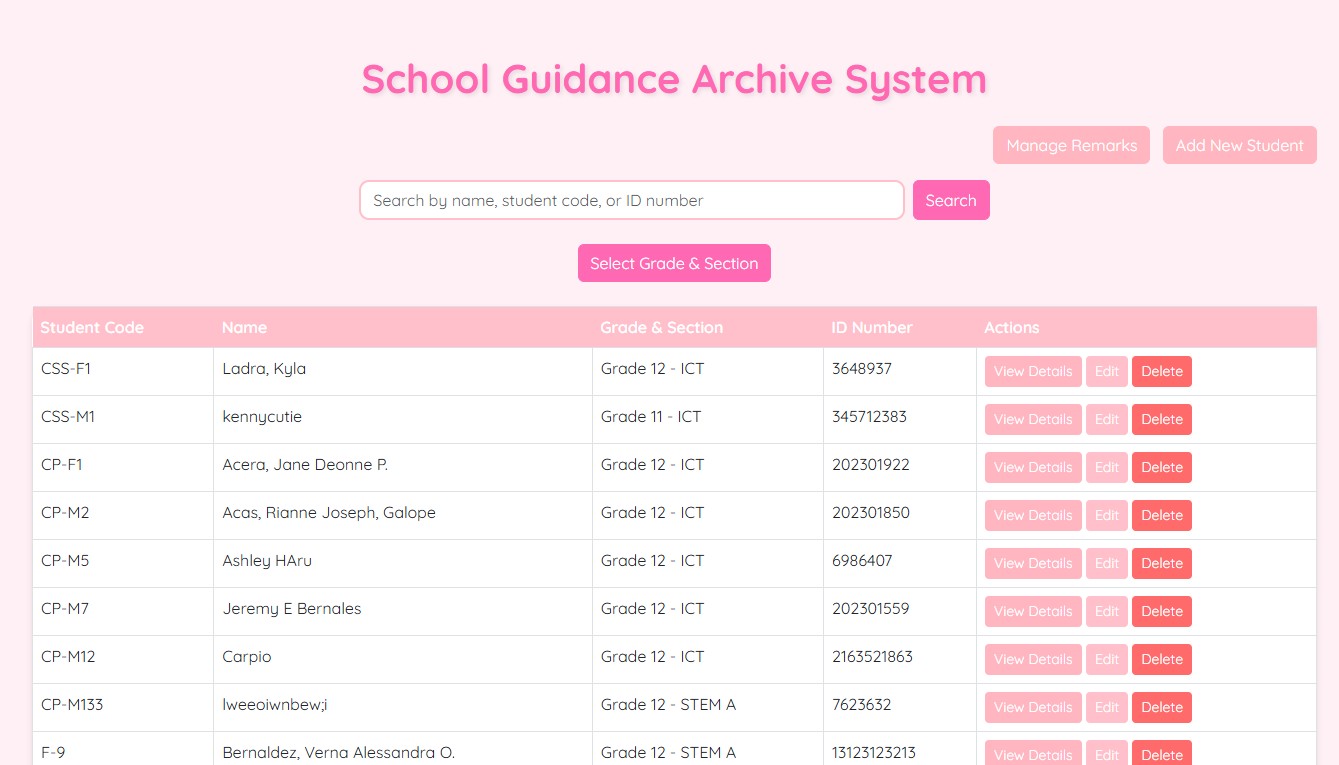 School Guidance Archive System
Manage Remarks Add New Student
Search by name, student code, or ID number Search
Select Grade & Section
Student Code Name Grade & Section ID Number Actions
CSS-F1 Ladra, Kyla Grade 12 - ICT 3648937 View Details Edit Delete
CSS-M1 kennycutie Grade 11 - ICT 345712383 View Details Edit Delete
CP-F1 Acera, Jane Deonne P. Grade 12 - ICT 202301922 View Details Edit Delete
CP-M2 Acas, Rianne Joseph, Galope Grade 12 - ICT 202301850 View Details Edit Delete
CP-M5 Ashley HAru Grade 12 - ICT 6986407 View Details Edit Delete
CP-M7 Jeremy E Bernales Grade 12 - ICT 202301559 View Details Edit Delete
CP-M12 Carpio Grade 12 - ICT 2163521863 View Details Edit Delete
CP-M133 lweeoiwnbew;i Grade 12 - STEM A 7623632 View Details Edit Delete
F-9 Bernaldez, Verna Alessandra O. Grade 12 - STEM A 13123123213 View Details Edit Delete